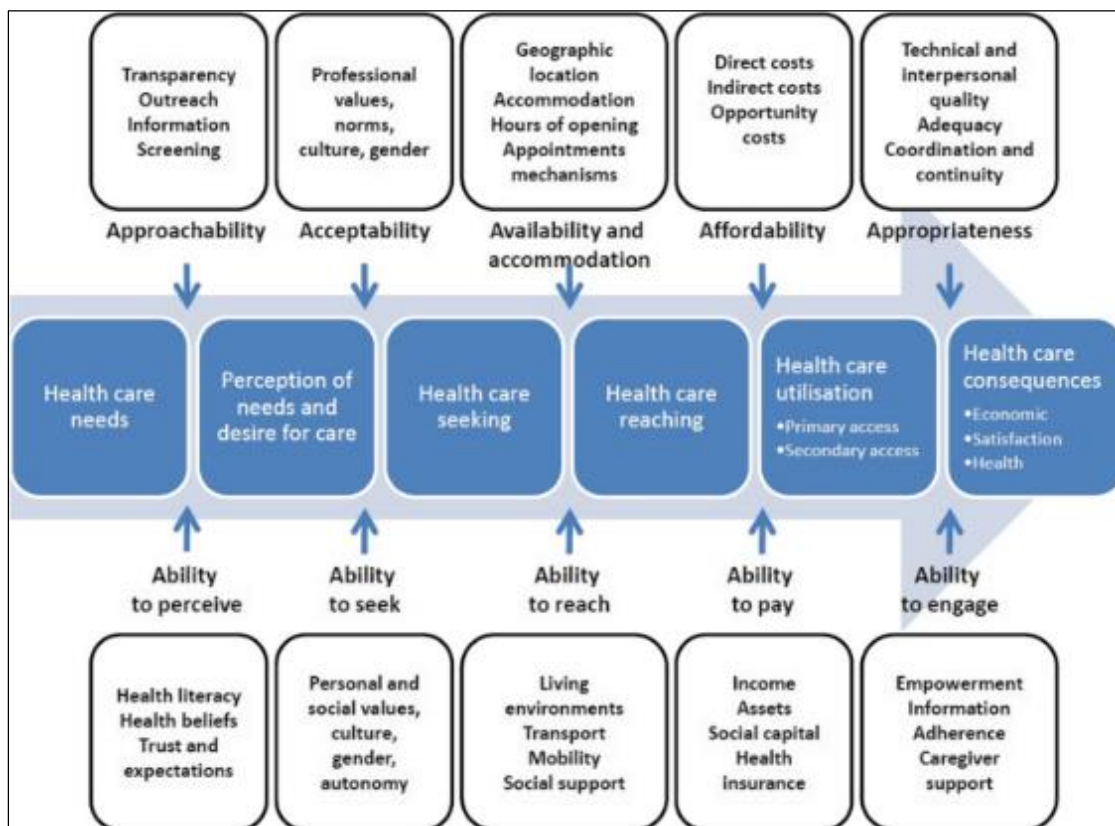 Transparency
Outreach
Information
Screening
Professional
values,
norms,
culture, gender
Geographic
location
Accommodation
Hours of opening
Appointments
mechanisms
Direct costs
Indirect costs
Opportunity
costs
Technical and
interpersonal
quality
Adequacy
Coordination and
continuity
Approachability
Acceptability
Availability and
accommodation
Affordability
Appropriateness
Health care
needs
Perception of
needs and
desire for care
Health care
seeking
Health care
reaching
Health care
utilisation
•Primary access
•Secondary access
Health care
consequences
•Economic
•Satisfaction
•Health
Ability
to perceive
Ability
to seek
Ability
to reach
Ability
to pay
Ability
to engage
Health literacy
Health beliefs
Trust and
expectations
Personal and
social values,
culture,
gender,
autonomy
Living
environments
Transport
Mobility
Social support
Income
Assets
Social capital
Health
insurance
Empowerment
Information
Adherence
Caregiver
support